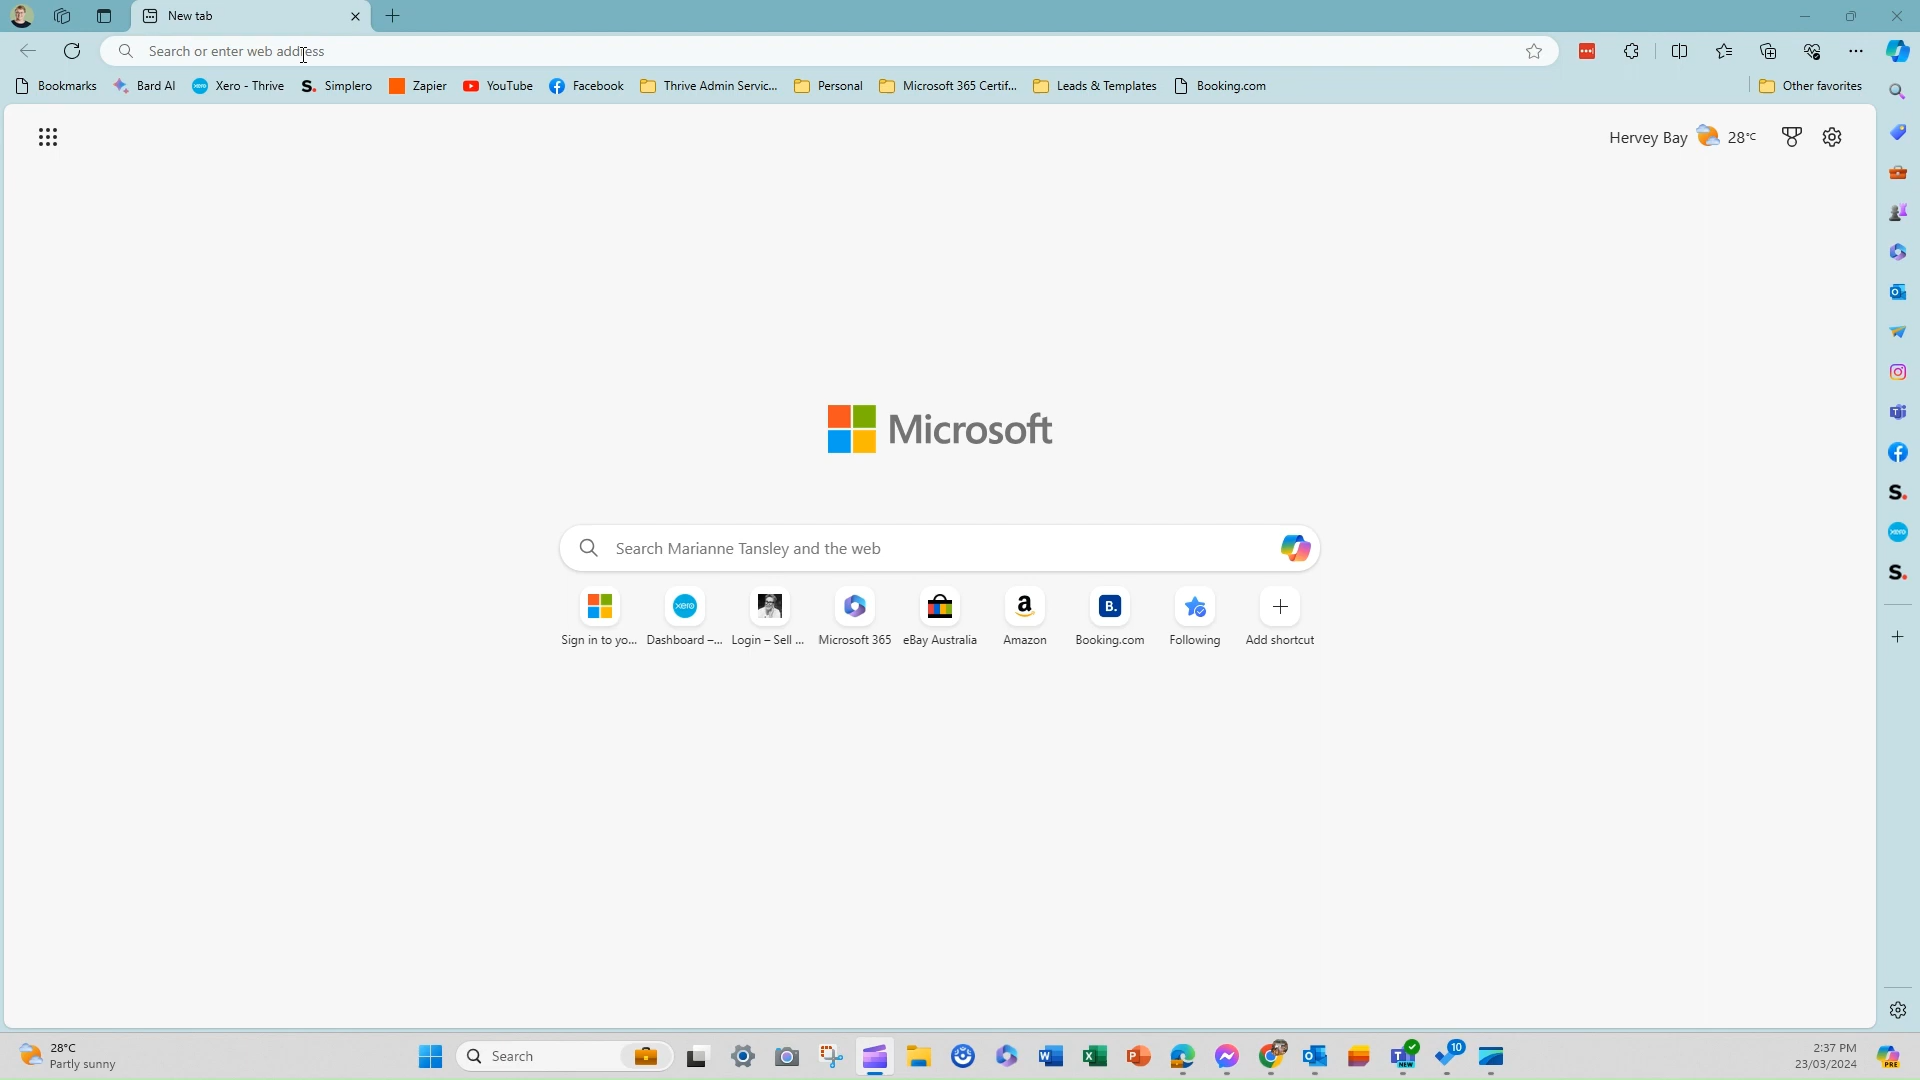 New tab
Search or enter web address
Bookmarks Bard AI Xero - Thrive Simplero Zapier YouTube Facebook Thrive Admin Servic... Personal Microsoft 365 Certif... Leads & Templates Booking.com Other favorites
Hervey Bay 28°C
Microsoft
Search Marianne Tansley and the web
Sign in to yo... Dashboard –... Login – Sell ... Microsoft 365 eBay Australia Amazon Booking.com Following Add shortcut
28°C
Partly sunny
Search
10
NEW
2:37 PM
23/03/2024
PRE